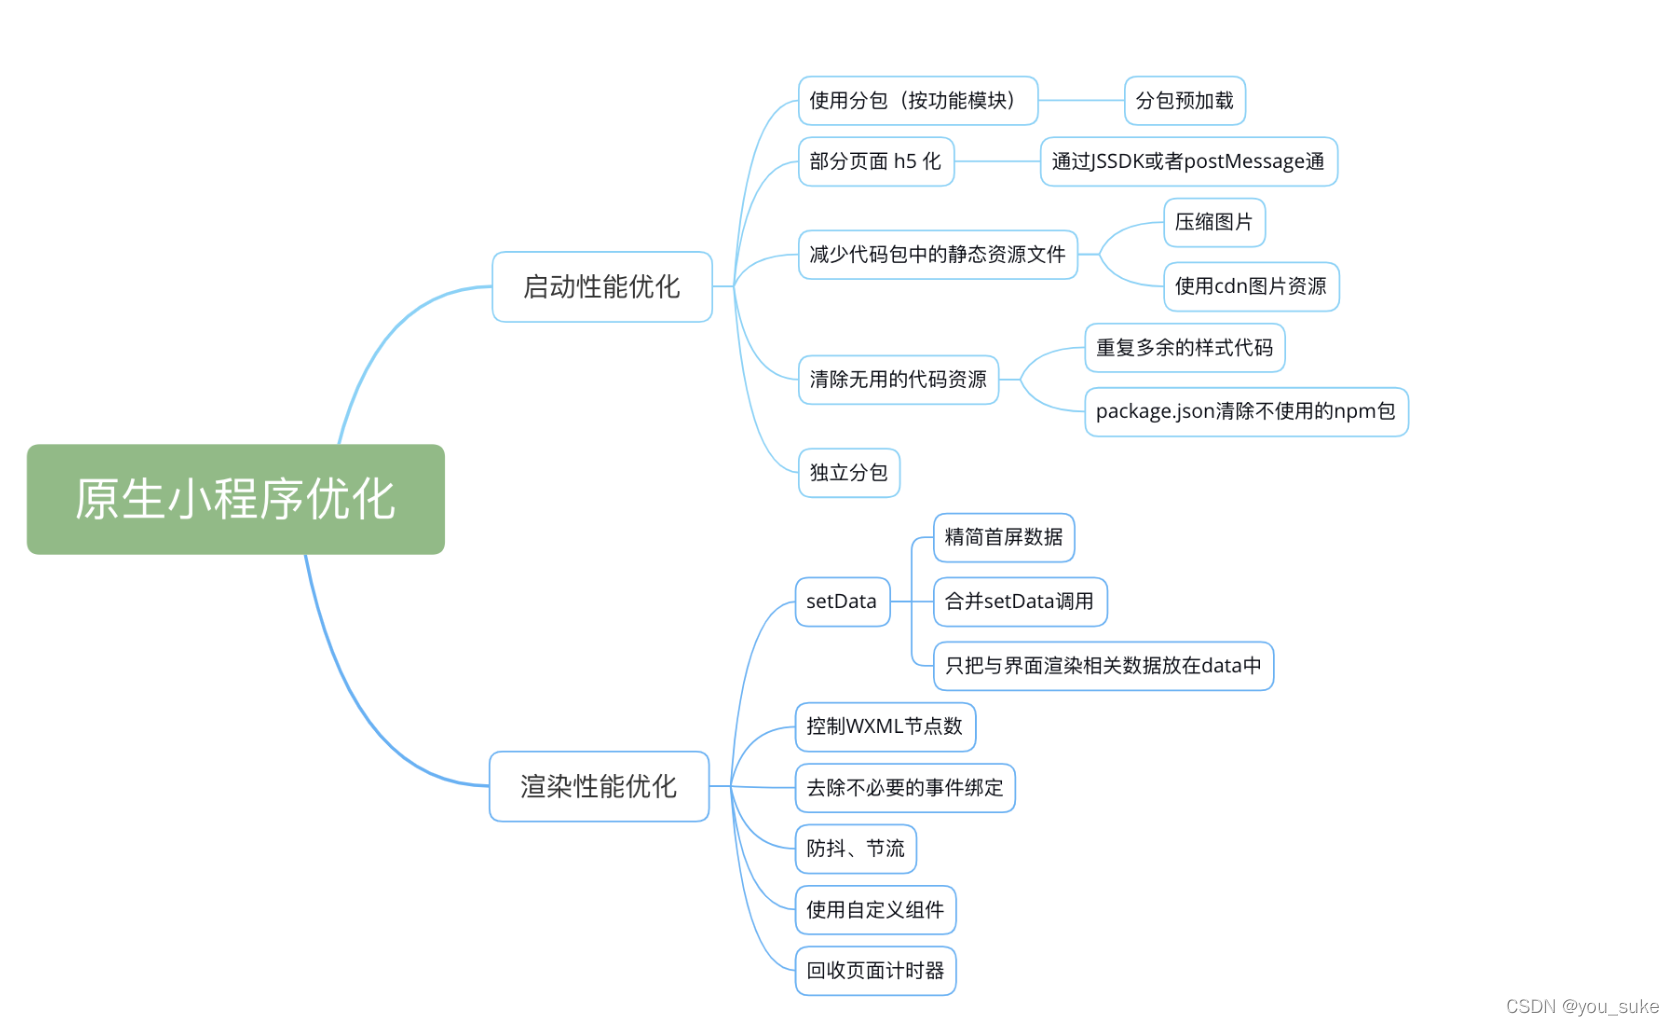 原生小程序优化
启动性能优化
使用分包（按功能模块）
分包预加载
部分页面 h5 化
通过JSSDK或者postMessage通
减少代码包中的静态资源文件
压缩图片
使用cdn图片资源
清除无用的代码资源
重复多余的样式代码
package.json清除不使用的npm包
独立分包
渲染性能优化
setData
精简首屏数据
合并setData调用
只把与界面渲染相关数据放在data中
控制WXML节点数
去除不必要的事件绑定
防抖、节流
使用自定义组件
回收页面计时器
CSDN @you_suke